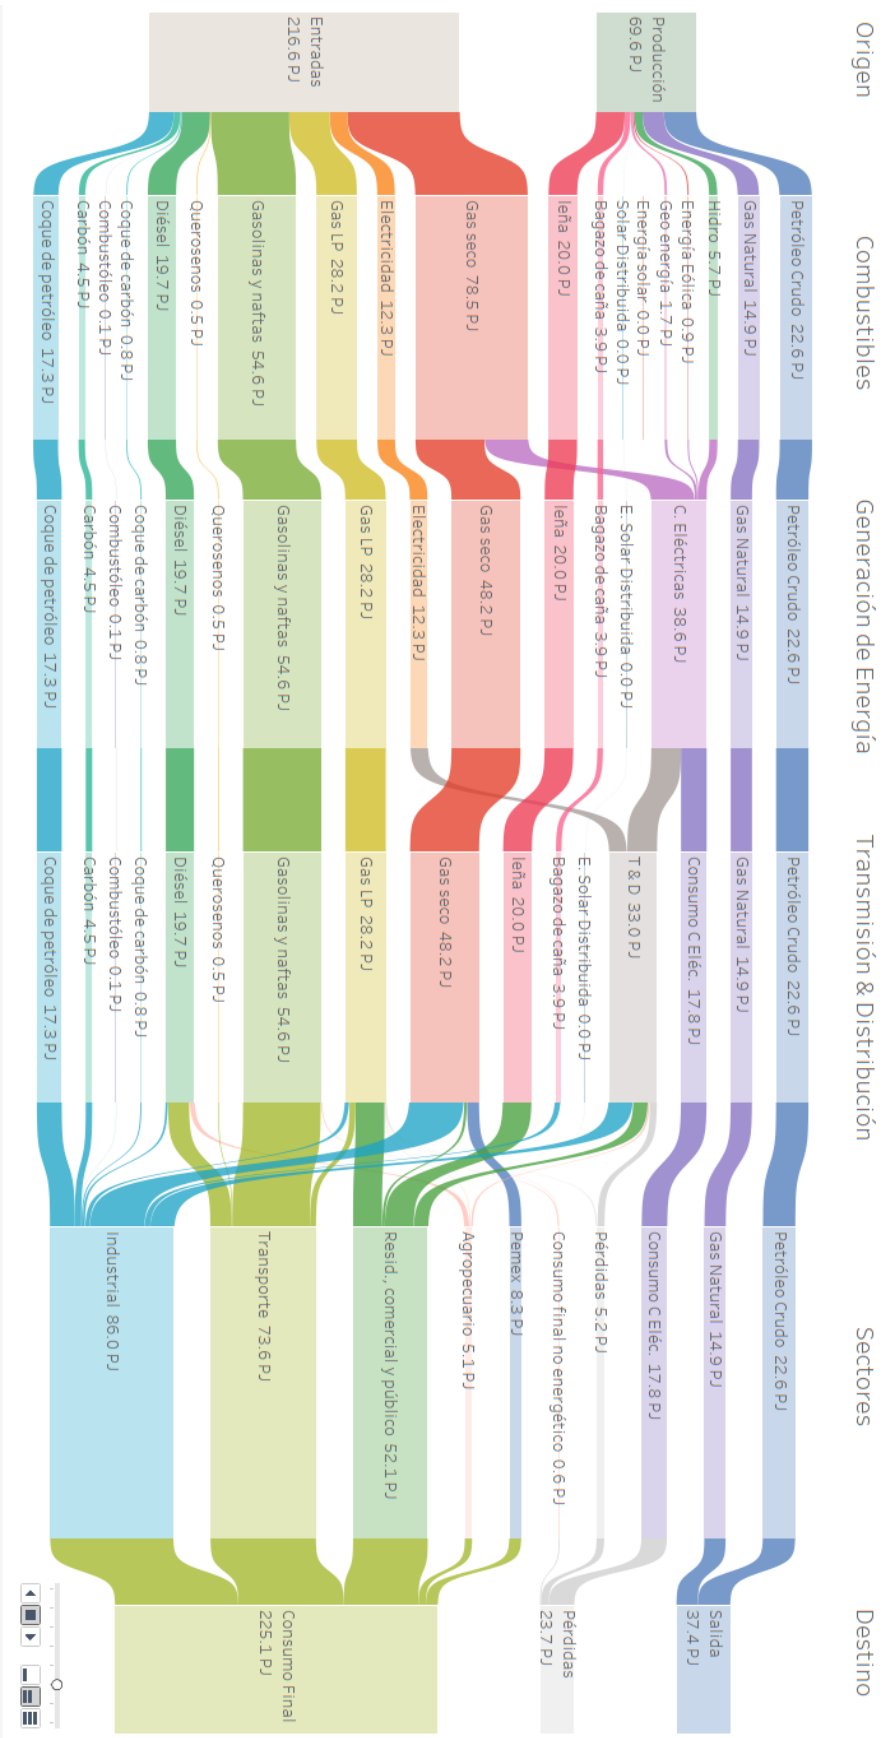 Origen
Combustibles
Generación de Energía
Transmisión & Distribución
Sectores
Destino
Producción
69.6 PJ
Entradas
216.6 PJ
Petróleo Crudo 22.6 PJ
Gas Natural 14.9 PJ
Hidro 5.7 PJ
Energía Eólica 0.9 PJ
Geo energía 1.7 PJ
Energía solar 0.0 PJ
Solar Distribuida 0.0 PJ
Bagazo de caña 3.9 PJ
leña 20.0 PJ
Gas seco 78.5 PJ
Electricidad 12.3 PJ
Gas LP 28.2 PJ
Gasolinas y naftas 54.6 PJ
Querosenos 0.5 PJ
Diésel 19.7 PJ
Coque de carbón 0.8 PJ
Combustóleo 0.1 PJ
Carbón 4.5 PJ
Coque de petróleo 17.3 PJ
Petróleo Crudo 22.6 PJ
Gas Natural 14.9 PJ
C. Eléctricas 38.6 PJ
E. Solar Distribuida 0.0 PJ
Bagazo de caña 3.9 PJ
leña 20.0 PJ
Gas seco 48.2 PJ
Electricidad 12.3 PJ
Gas LP 28.2 PJ
Gasolinas y naftas 54.6 PJ
Querosenos 0.5 PJ
Diésel 19.7 PJ
Coque de carbón 0.8 PJ
Combustóleo 0.1 PJ
Carbón 4.5 PJ
Coque de petróleo 17.3 PJ
Petróleo Crudo 22.6 PJ
Gas Natural 14.9 PJ
Consumo C Eléc. 17.8 PJ
T & D 33.0 PJ
E. Solar Distribuida 0.0 PJ
Bagazo de caña 3.9 PJ
leña 20.0 PJ
Gas seco 48.2 PJ
Gas LP 28.2 PJ
Gasolinas y naftas 54.6 PJ
Querosenos 0.5 PJ
Diésel 19.7 PJ
Coque de carbón 0.8 PJ
Combustóleo 0.1 PJ
Carbón 4.5 PJ
Coque de petróleo 17.3 PJ
Petróleo Crudo 22.6 PJ
Gas Natural 14.9 PJ
Consumo C Eléc. 17.8 PJ
Pérdidas 5.2 PJ
Consumo final no energético 0.6 PJ
Pemex 8.3 PJ
Agropecuario 5.1 PJ
Resid., comercial y público 52.1 PJ
Transporte 73.6 PJ
Industrial 86.0 PJ
Salida
37.4 PJ
Pérdidas
23.7 PJ
Consumo Final
225.1 PJ